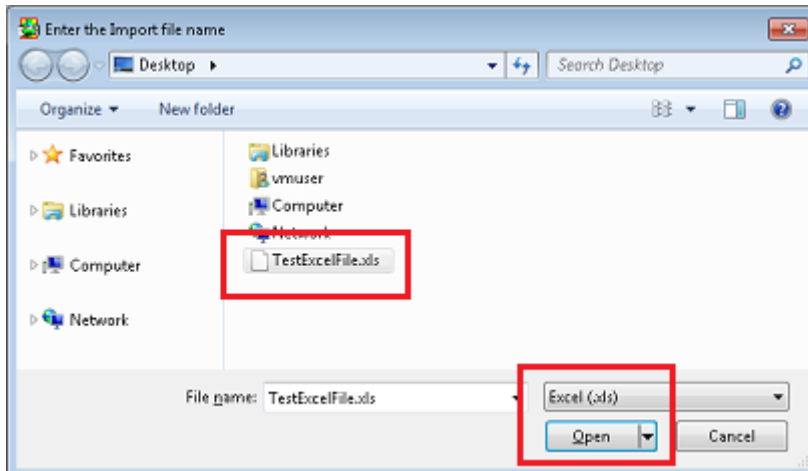 Enter the Import file name
Desktop
Search Desktop
Organize New folder
Favorites
Libraries
Computer
Network
Libraries
vmuser
Computer
Network
TestExcelFile.xls
File name: TestExcelFile.xls
Excel (.xls)
Open Cancel